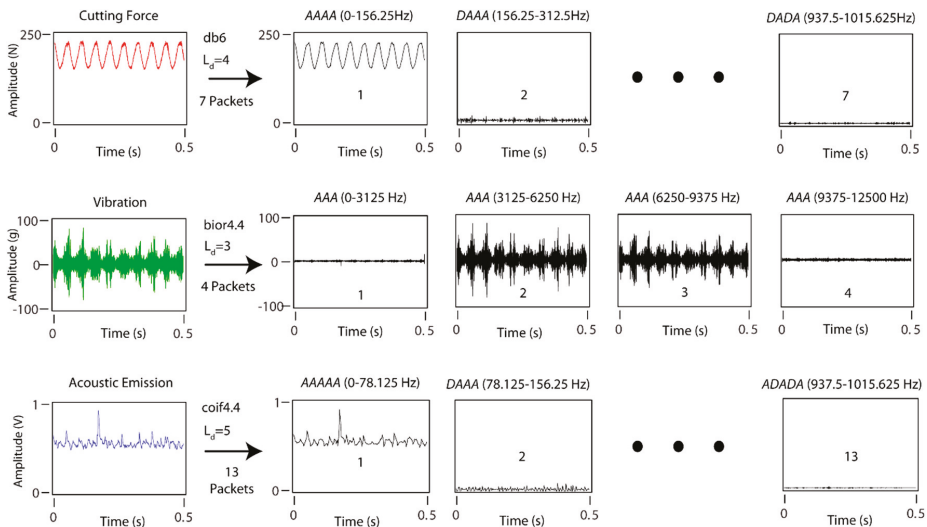 Cutting Force
250
0
Amplitude (N)
0
0.5
Time (s)
db6
Ld=4
7 Packets
AAAA (0-156.25Hz)
1
0
0.5
Time (s)
DAAA (156.25-312.5Hz)
2
0
0.5
Time (s)
DADA (937.5-1015.625Hz)
7
0
0.5
Time (s)
Vibration
100
0
-100
Amplitude (g)
0
0.5
Time (s)
bior4.4
Ld=3
4 Packets
AAA (0-3125 Hz)
100
0
-100
1
0
0.5
Time (s)
AAA (3125-6250 Hz)
2
0
0.5
Time (s)
AAA (6250-9375 Hz)
3
0
0.5
Time (s)
AAA (9375-12500 Hz)
4
0
0.5
Time (s)
Acoustic Emission
1
0
Amplitude (V)
0
0.5
Time (s)
coif4.4
Ld=5
13
Packets
AAAAA (0-78.125 Hz)
1
0
1
0
0.5
Time (s)
DAAA (78.125-156.25 Hz)
2
0
0.5
Time (s)
ADADA (937.5-1015.625 Hz)
13
0
0.5
Time (s)